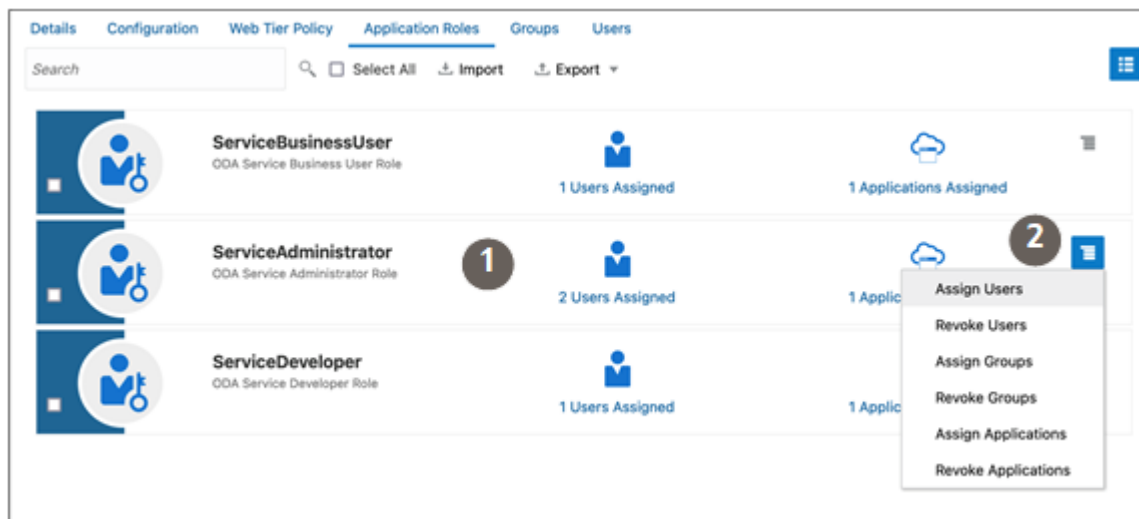 Details Configuration Web Tier Policy Application Roles Groups Users
Search Select All Import Export
ServiceBusinessUser
ODA Service Business User Role
1 Users Assigned 1 Applications Assigned
ServiceAdministrator
ODA Service Administrator Role
1
2
2 Users Assigned 1 Applic
Assign Users
Revoke Users
Assign Groups
Revoke Groups
Assign Applications
Revoke Applications
ServiceDeveloper
ODA Service Developer Role
1 Users Assigned 1 Applic